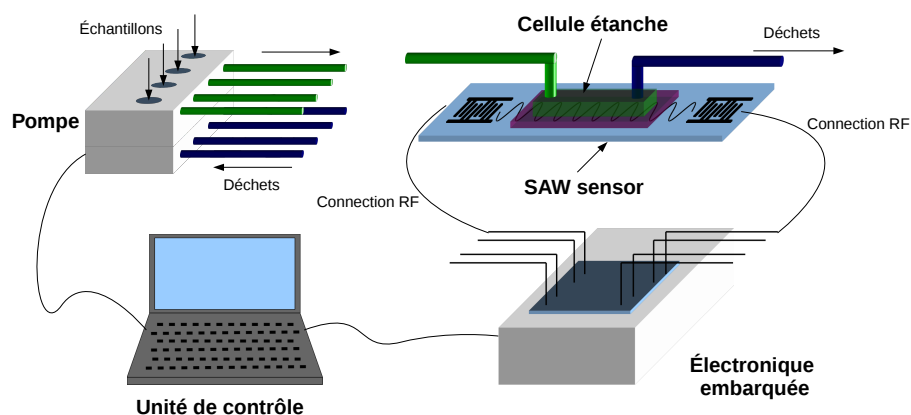 Échantillons
Cellule étanche
Déchets
Pompe
Connection RF
Déchets
SAW sensor
Connection RF
Électronique
embarquée
Unité de contrôle